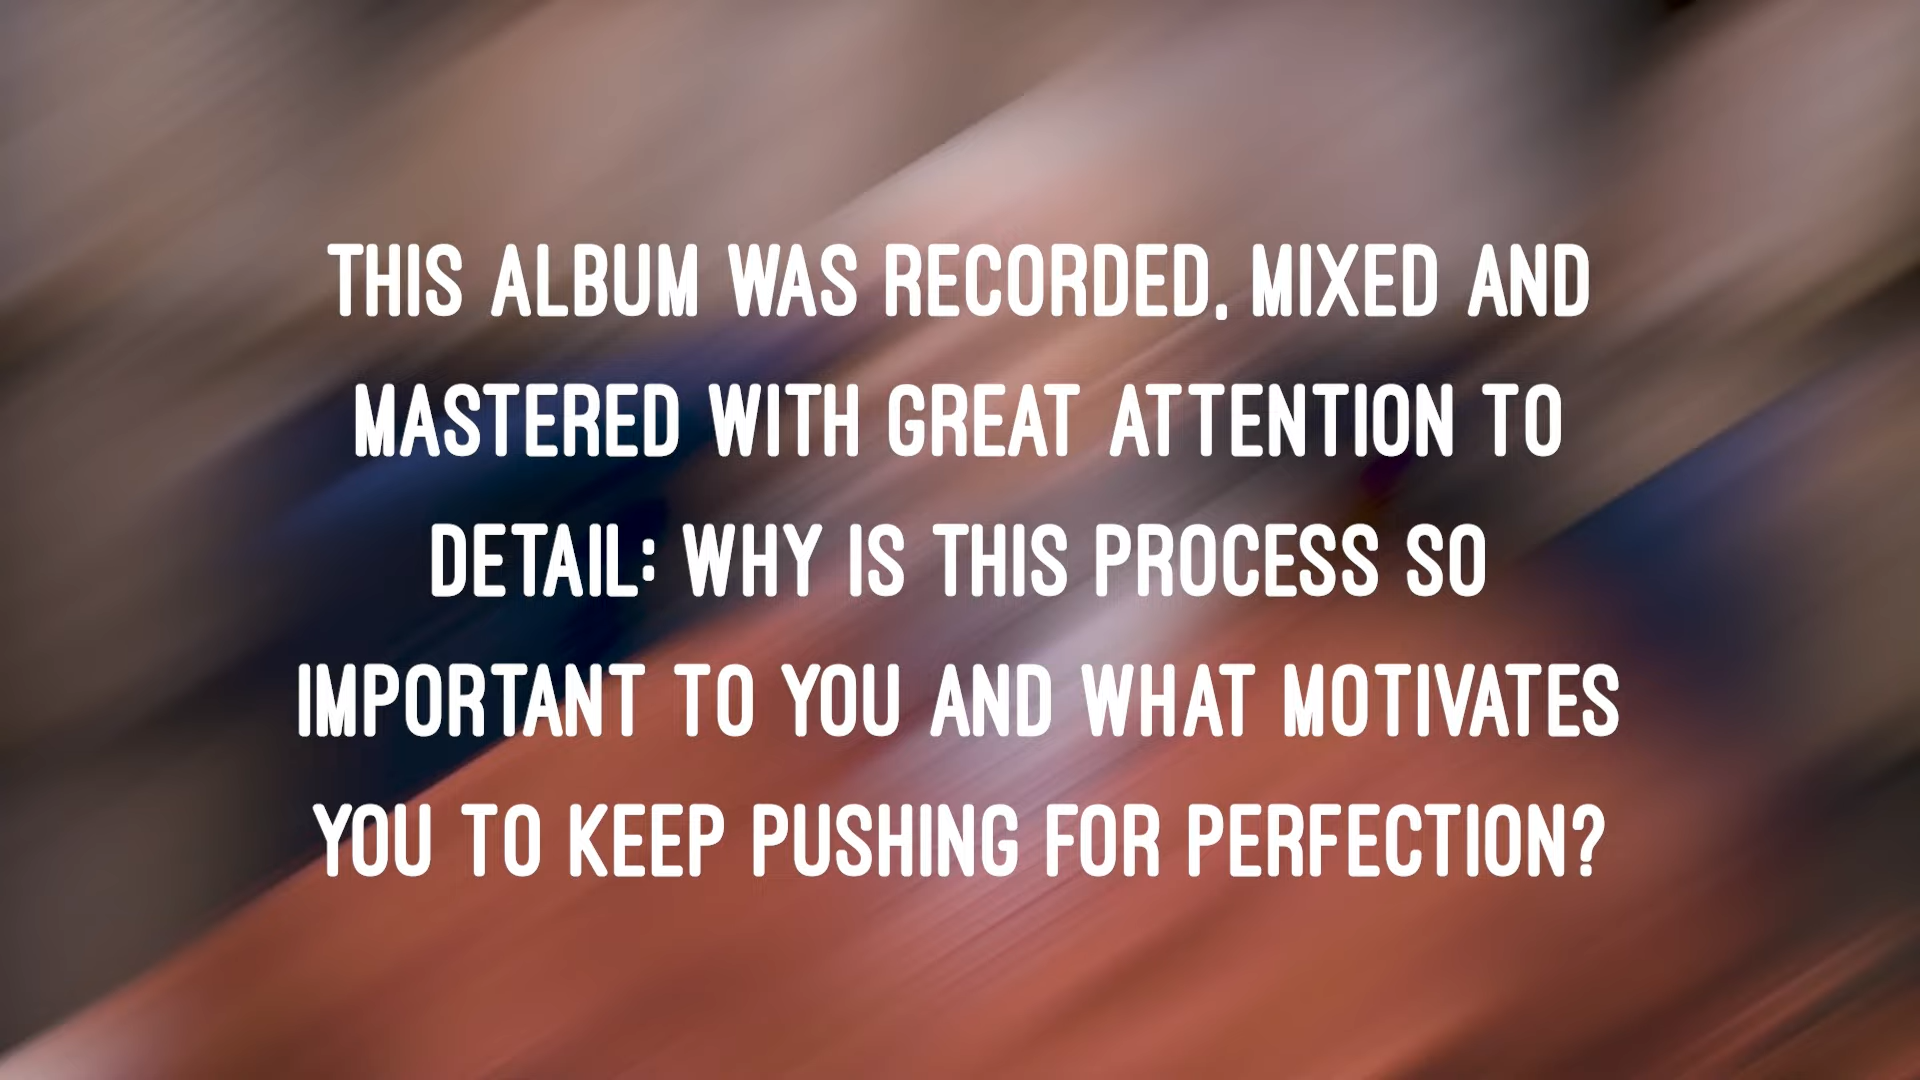 THIS ALBUM WAS RECORDED, MIXED AND
MASTERED WITH GREAT ATTENTION TO
DETAIL: WHY IS THIS PROCESS SO
IMPORTANT TO YOU AND WHAT MOTIVATES
YOU TO KEEP PUSHING FOR PERFECTION?